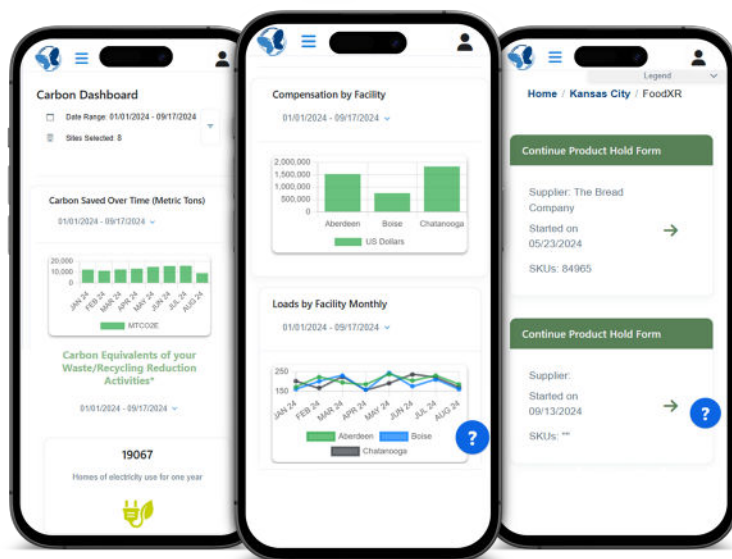 Carbon Dashboard
Date Range: 01/01/2024 - 09/17/2024
Sites Selected: 8
Carbon Saved Over Time (Metric Tons)
01/01/2024 - 09/17/2024
20,000
10,000
0
JAN 24
FEB 24
MAR 24
APR 24
MAY 24
JUN 24
JUL 24
AUG 24
MTCO2E
Carbon Equivalents of your
Waste/Recycling Reduction
Activities*
01/01/2024 - 09/17/2024
19067
Homes of electricity use for one year
Compensation by Facility
01/01/2024 - 09/17/2024
2,000,000
1,500,000
1,000,000
500,000
0
Aberdeen
Boise
Chatanooga
US Dollars
Loads by Facility Monthly
01/01/2024 - 09/17/2024
250
150
JAN 24
FEB 24
MAR 24
APR 24
MAY 24
JUN 24
JUL 24
AUG 24
Aberdeen
Boise
Chatanooga
?
Legend
Home / Kansas City / FoodXR
Continue Product Hold Form
Supplier: The Bread
Company
Started on
05/23/2024
SKUs: 84965
Continue Product Hold Form
Supplier:
Started on
09/13/2024
SKUs: ""
?